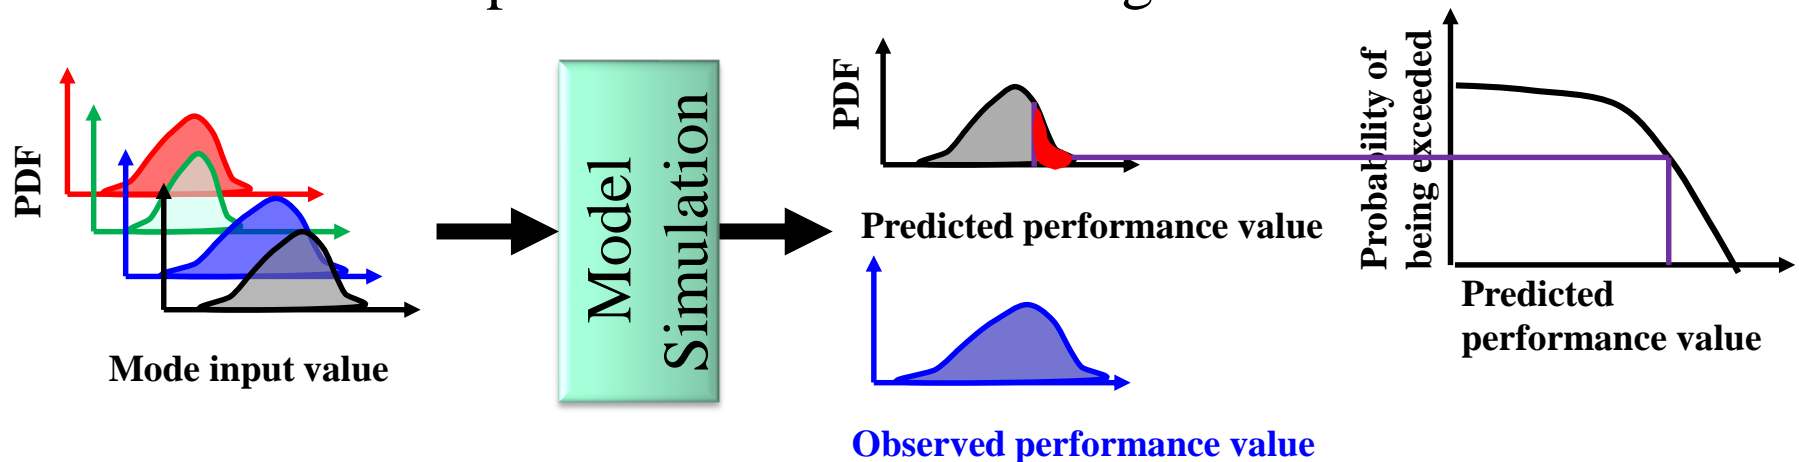 PDF
Mode input value
Model
Simulation
PDF
Predicted performance value
Observed performance value
Probability of
being exceeded
Predicted
performance value